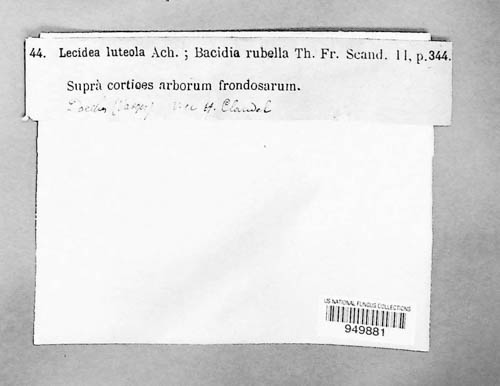 44. Lecidea luteola Ach. ; Bacidia rubella Th. Fr. Scand. II, p. 344.
Suprà cortices arborum frondosarum.
H. Claudel
US NATIONAL FUNGUS COLLECTIONS
949881